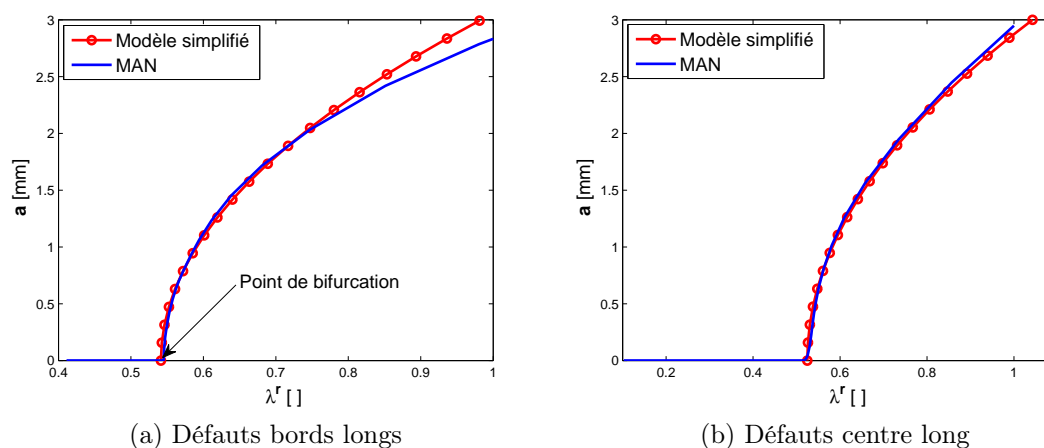 3
2.5
2
1.5
1
0.5
0
a [mm]
Modèle simplifié
MAN
Point de bifurcation
0.4 0.5 0.6 0.7 0.8 0.9 1
λʳ [ ]
(a) Défauts bords longs
3
2.5
2
1.5
1
0.5
0
a [mm]
Modèle simplifié
MAN
0.2 0.4 0.6 0.8 1
λʳ [ ]
(b) Défauts centre long